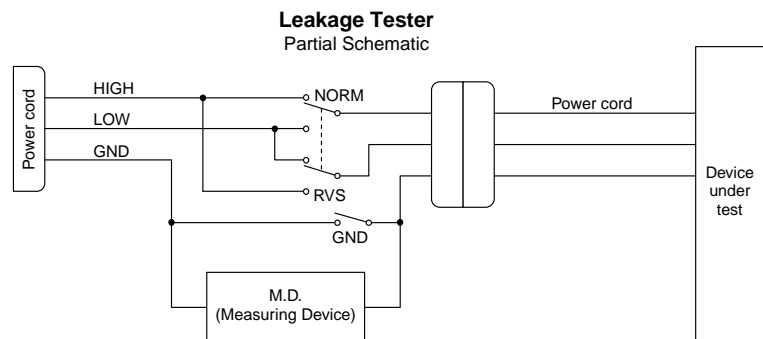 Leakage Tester
Partial Schematic
Power cord
HIGH
LOW
GND
NORM
RVS
GND
M.D.
(Measuring Device)
Power cord
Device
under
test